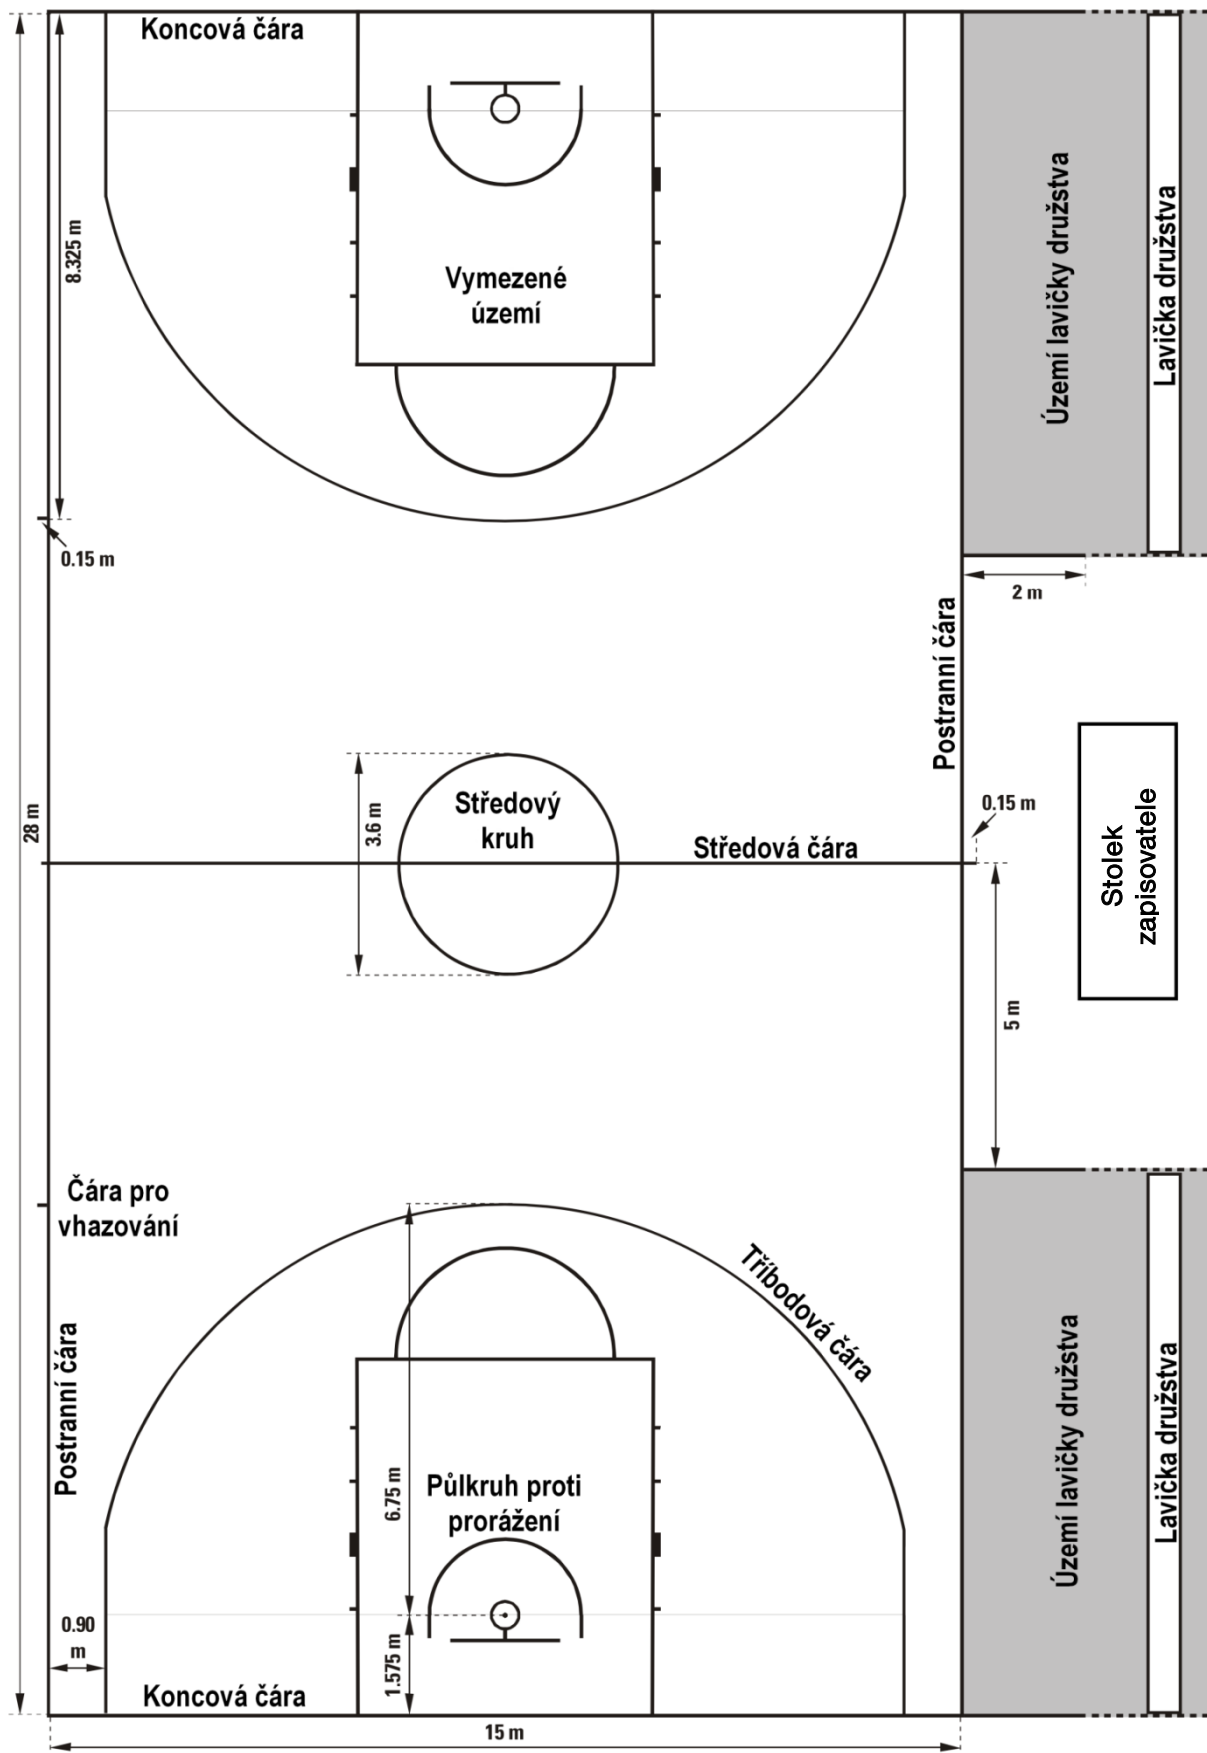 Koncová čára
8.325 m
Vymezené
území
Území lavičky družstva
Lavička družstva
0.15 m
2 m
Postranní čára
28 m
3.6 m
Středový
kruh
Středová čára
0.15 m
Stolek
zapisovatele
5 m
Čára pro
vhazování
Tříbodová čára
Postranní čára
6.75 m
Půlkruh proti
prorážení
Území lavičky družstva
Lavička družstva
0.90
m
1.575 m
Koncová čára
15 m